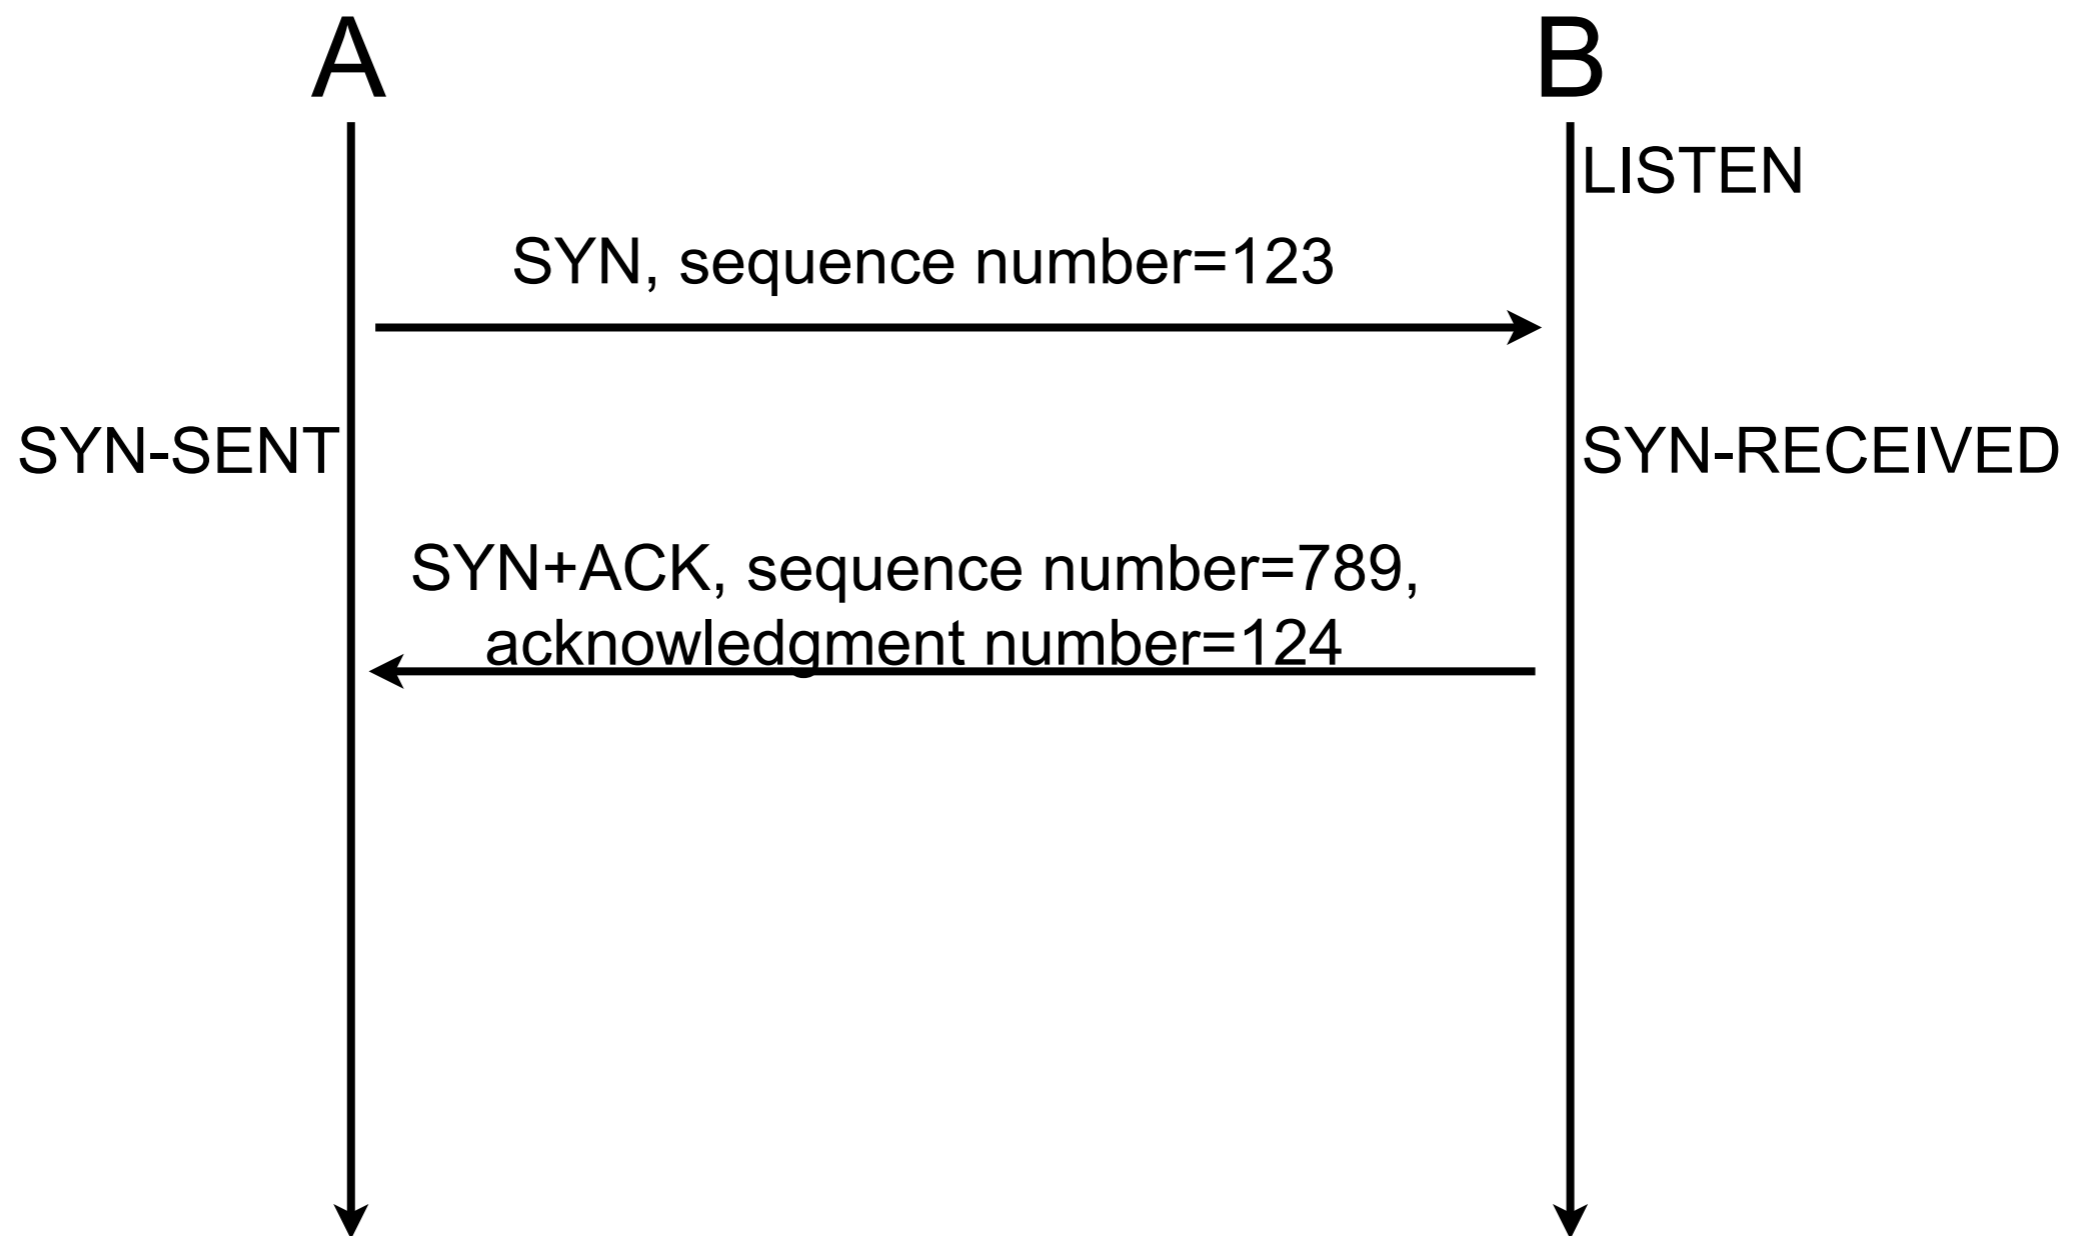 A
B
LISTEN
SYN, sequence number=123
SYN-SENT
SYN-RECEIVED
SYN+ACK, sequence number=789,
acknowledgment number=124